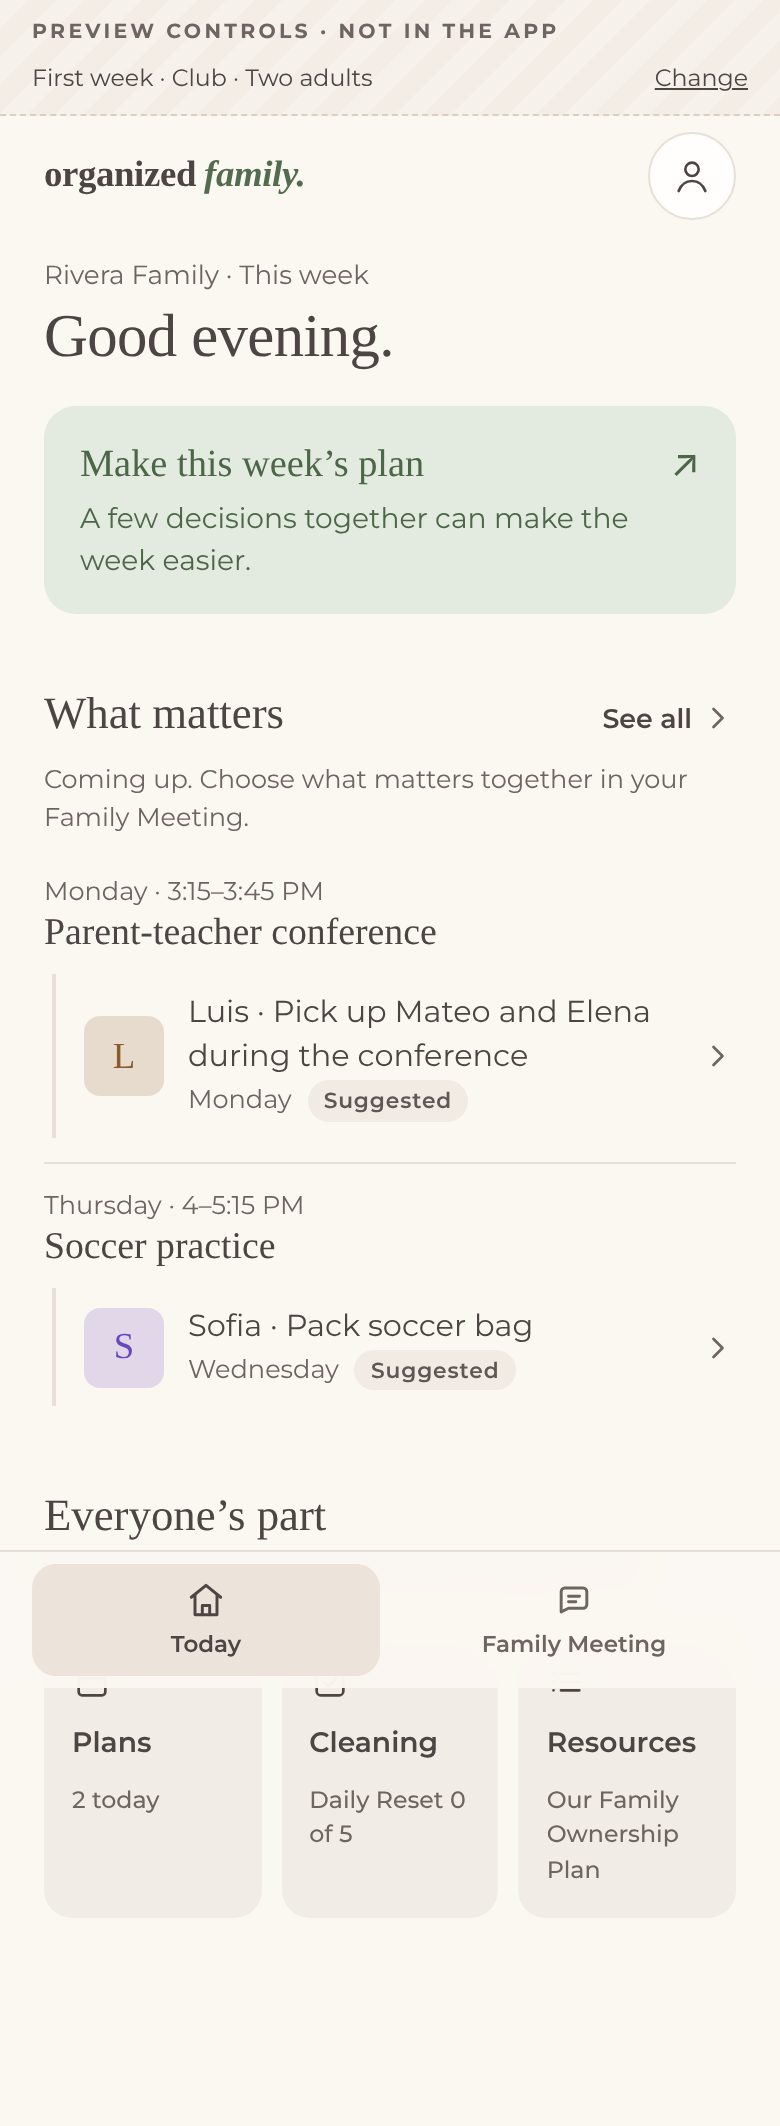 PREVIEW CONTROLS · NOT IN THE APP
First week · Club · Two adults
Change
organized family.
Rivera Family · This week
Good evening.
Make this week’s plan
A few decisions together can make the
week easier.
What matters
See all
Coming up. Choose what matters together in your
Family Meeting.
Monday · 3:15–3:45 PM
Parent-teacher conference
L
Luis · Pick up Mateo and Elena
during the conference
Monday
Suggested
Thursday · 4–5:15 PM
Soccer practice
S
Sofia · Pack soccer bag
Wednesday
Suggested
Everyone’s part
Today
Family Meeting
Plans
2 today
Cleaning
Daily Reset 0
of 5
Resources
Our Family
Ownership
Plan